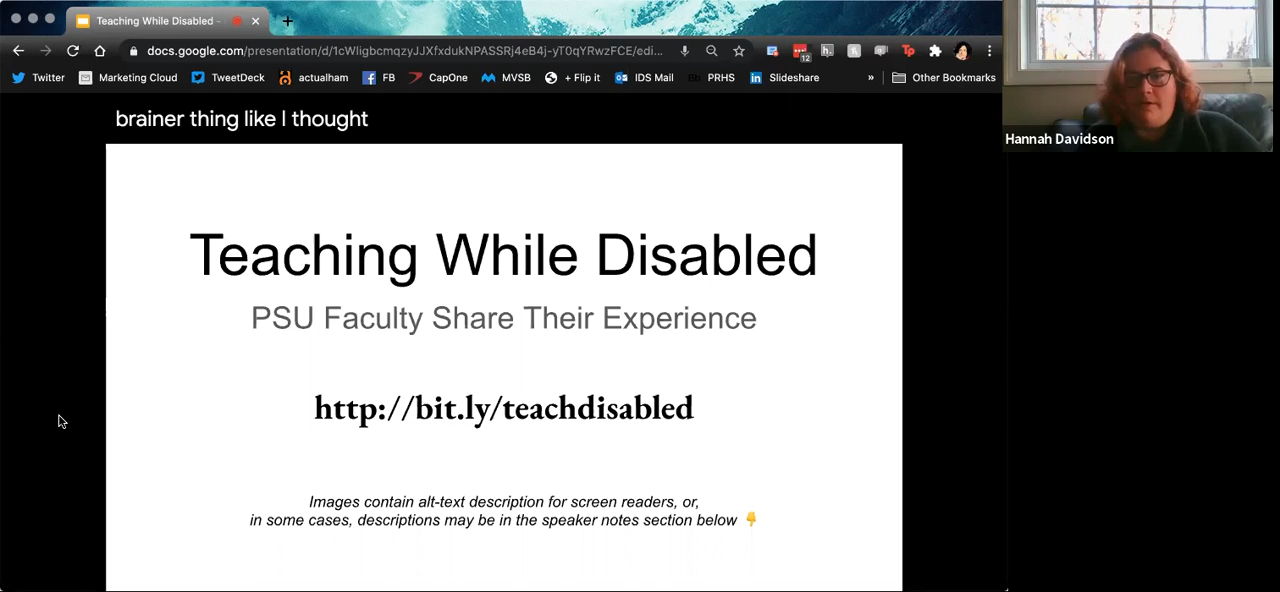 Teaching While Disabled -
docs.google.com/presentation/d/1cWligbcmqzyJJXfxdukNPASSRj4eB4j-yT0qYRwzFCE/edi...
12
Twitter Marketing Cloud TweetDeck actualham FB CapOne MVSB + Flip it IDS Mail Bb PRHS Slideshare » Other Bookmarks
brainer thing like I thought
Hannah Davidson
Teaching While Disabled
PSU Faculty Share Their Experience
http://bit.ly/teachdisabled
Images contain alt-text description for screen readers, or,
in some cases, descriptions may be in the speaker notes section below 👇